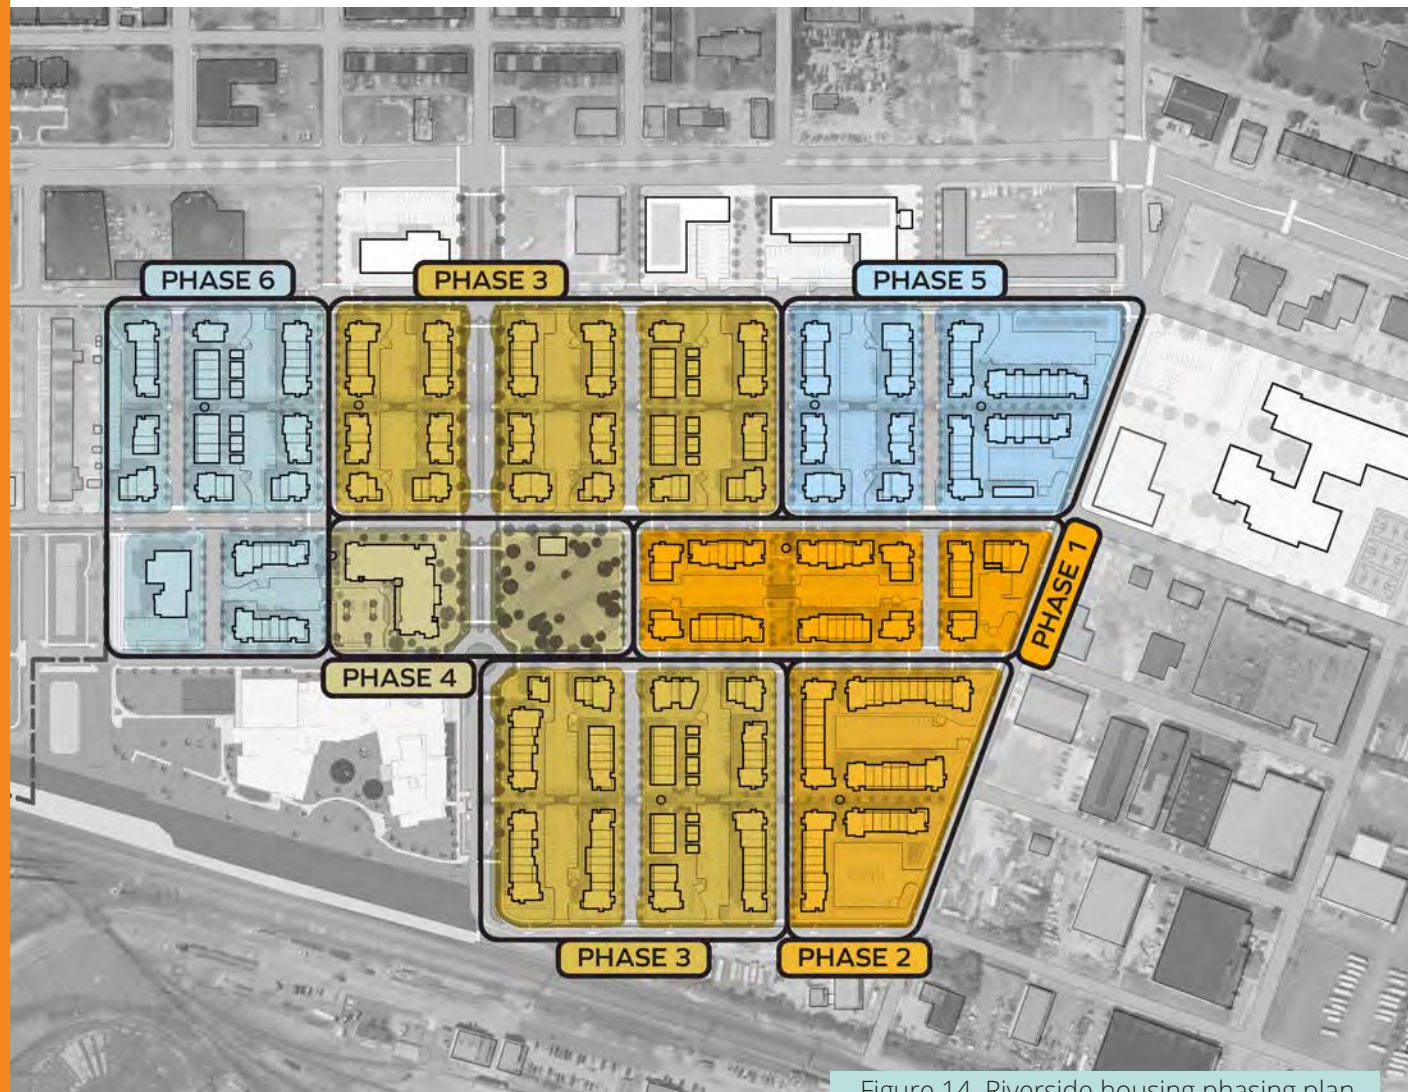 PHASE 6
PHASE 3
PHASE 5
PHASE 1
PHASE 4
PHASE 3
PHASE 2
Figure 14. Riverside housing phasing plan